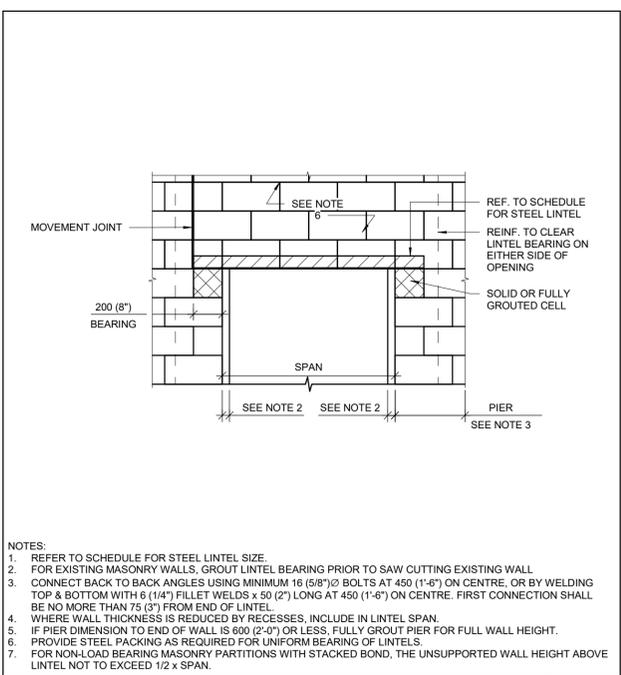 SEE NOTE
6
REF. TO SCHEDULE
FOR STEEL LINTEL
MOVEMENT JOINT
REINF. TO CLEAR
LINTEL BEARING ON
EITHER SIDE OF
OPENING
SOLID OR FULLY
GROUTED CELL
200 (8")
BEARING
SPAN
SEE NOTE 2 SEE NOTE 2 PIER
SEE NOTE 3
NOTES:
1. REFER TO SCHEDULE FOR STEEL LINTEL SIZE.
2. FOR EXISTING MASONRY WALLS, GROUT LINTEL BEARING PRIOR TO SAW CUTTING EXISTING WALL
3. CONNECT BACK TO BACK ANGLES USING MINIMUM 16 (5/8")Ø BOLTS AT 450 (1'-6") ON CENTRE, OR BY WELDING
TOP & BOTTOM WITH 6 (1/4") FILLET WELDS x 50 (2") LONG AT 450 (1'-6") ON CENTRE. FIRST CONNECTION SHALL
BE NO MORE THAN 75 (3") FROM END OF LINTEL.
4. WHERE WALL THICKNESS IS REDUCED BY RECESSES, INCLUDE IN LINTEL SPAN.
5. IF PIER DIMENSION TO END OF WALL IS 600 (2'-0") OR LESS, FULLY GROUT PIER FOR FULL WALL HEIGHT.
6. PROVIDE STEEL PACKING AS REQUIRED FOR UNIFORM BEARING OF LINTELS.
7. FOR NON-LOAD BEARING MASONRY PARTITIONS WITH STACKED BOND, THE UNSUPPORTED WALL HEIGHT ABOVE
LINTEL NOT TO EXCEED 1/2 x SPAN.